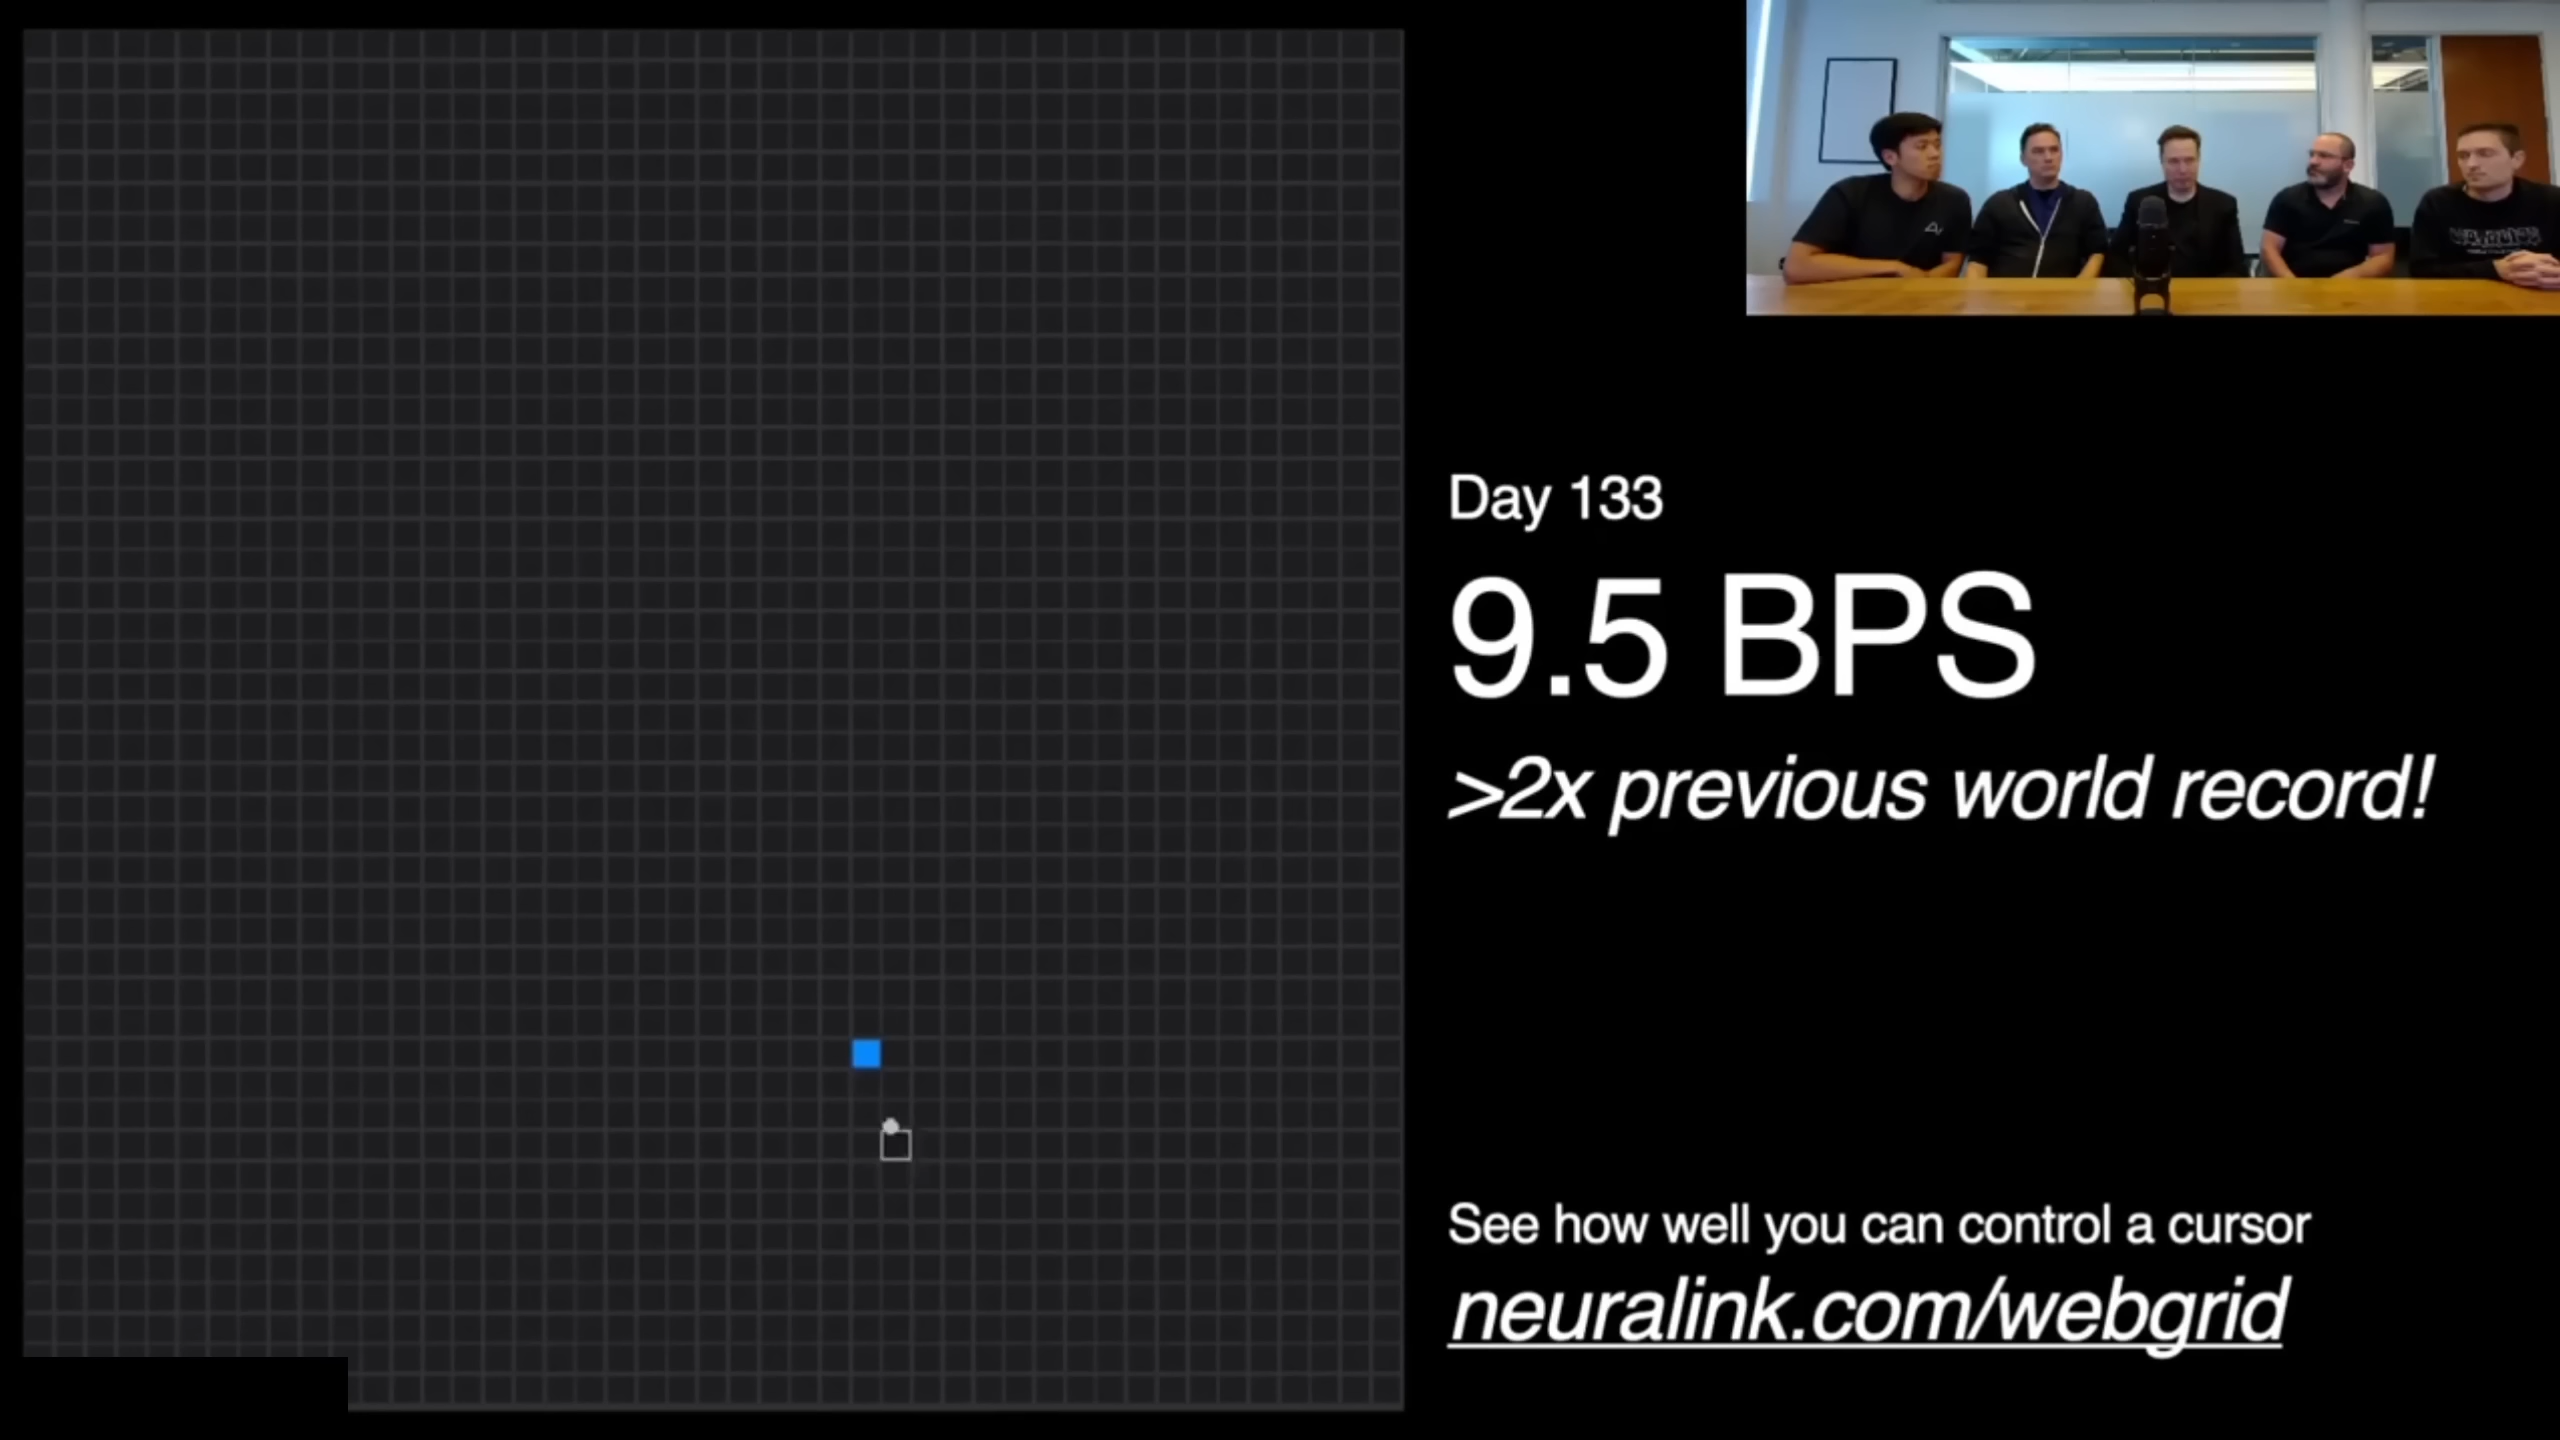 Day 133
9.5 BPS
>2x previous world record!
See how well you can control a cursor
neuralink.com/webgrid